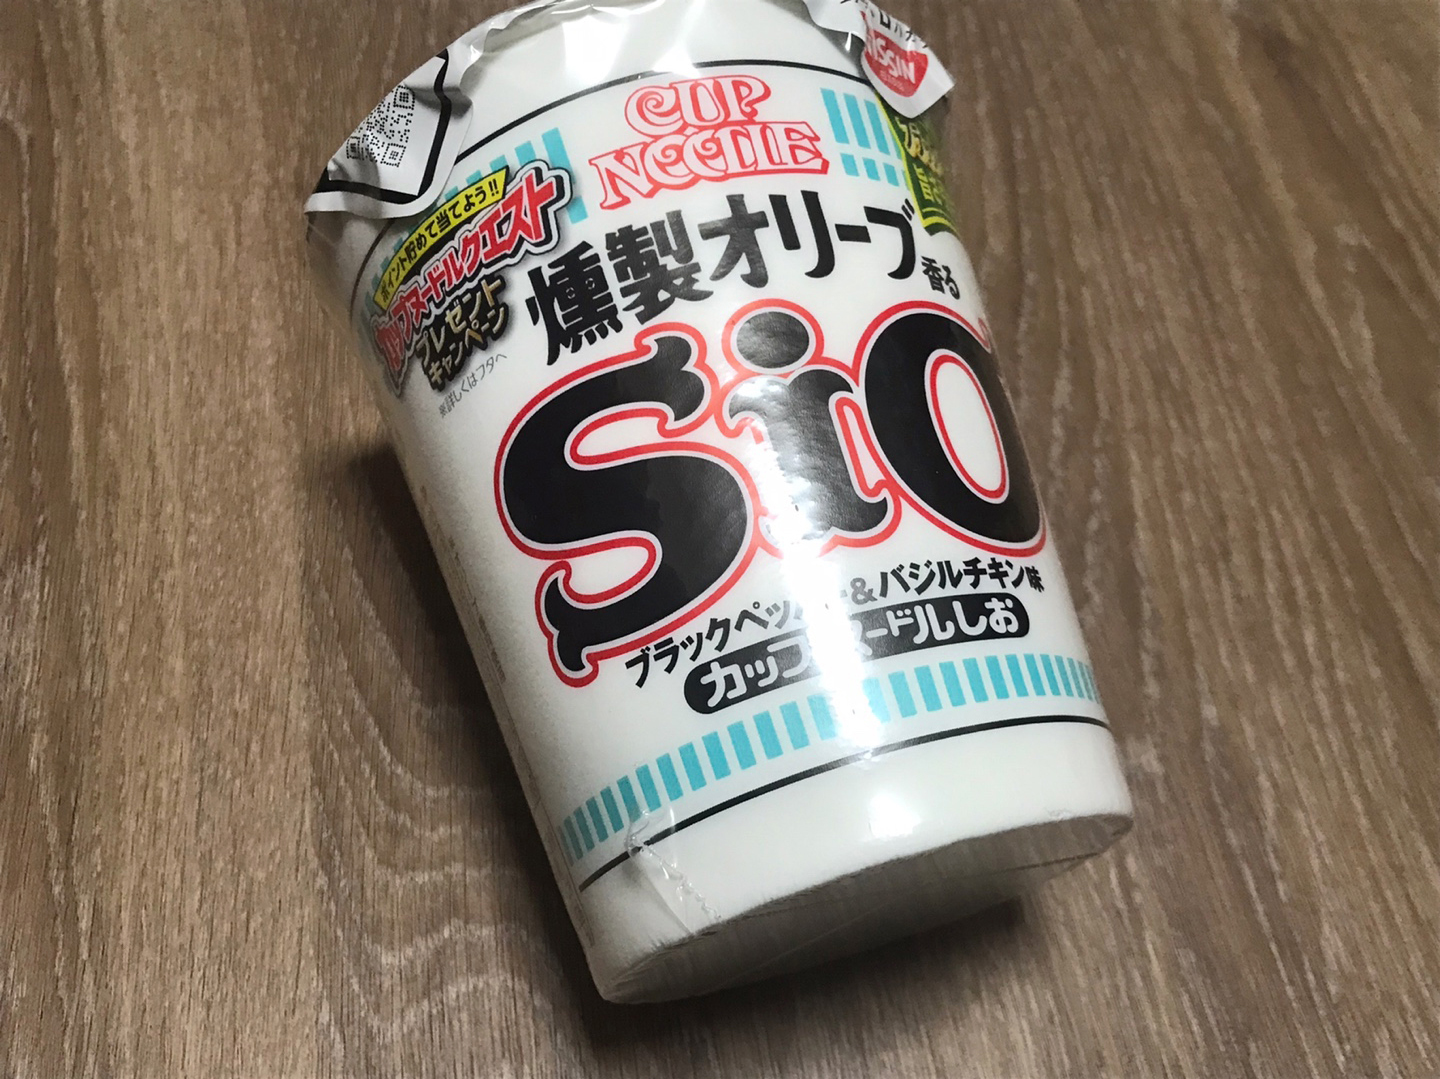 NISSIN
CUP
NOODLE
ポイント貯めて当てよう!!
カップヌードルクエスト
プレゼント
キャンペーン
※詳しくはフタへ
燻製オリーブ香る
SiO
ブラックペッパー&バジルチキン味
カップヌードルしお